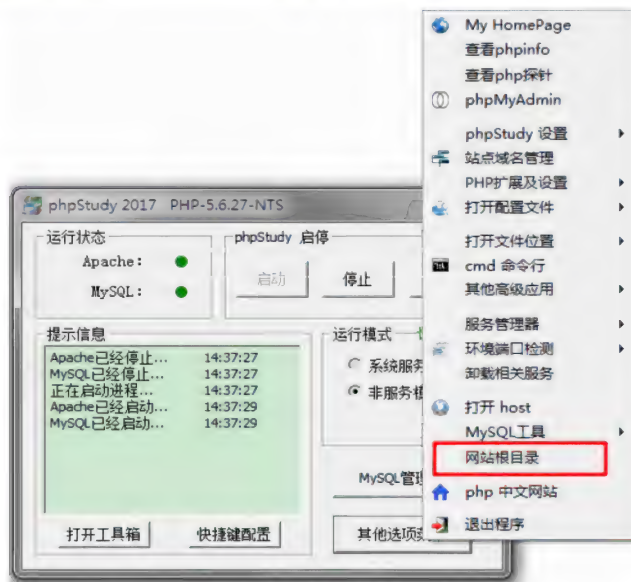 My HomePage
查看phpinfo
查看php探针
phpMyAdmin
phpStudy 设置
站点域名管理
PHP扩展及设置
打开配置文件
打开文件位置
cmd 命令行
其他高级应用
服务管理器
环境端口检测
卸载相关服务
打开 host
MySQL工具
网站根目录
php 中文网站
退出程序
phpStudy 2017 PHP-5.6.27-NTS
运行状态
Apache:
MySQL:
phpStudy 启停
启动
停止
提示信息
Apache已经停止... 14:37:27
MySQL已经停止... 14:37:27
正在启动进程... 14:37:27
Apache已经启动... 14:37:29
MySQL已经启动... 14:37:29
打开工具箱
快捷键配置
运行模式
系统服务
非服务模
MySQL管理
其他选项